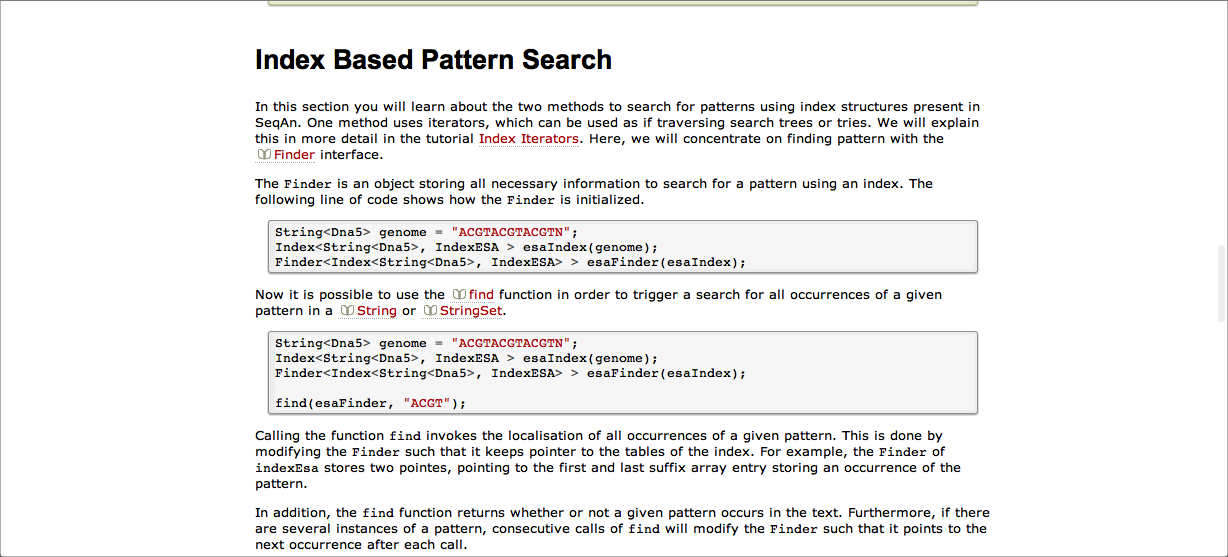 Index Based Pattern Search
In this section you will learn about the two methods to search for patterns using index structures present in
SeqAn. One method uses iterators, which can be used as if traversing search trees or tries. We will explain
this in more detail in the tutorial Index Iterators. Here, we will concentrate on finding pattern with the
Finder interface.
The Finder is an object storing all necessary information to search for a pattern using an index. The
following line of code shows how the Finder is initialized.
String<Dna5> genome = "ACGTACGTACGTN";
Index<String<Dna5>, IndexESA > esaIndex(genome);
Finder<Index<String<Dna5>, IndexESA> > esaFinder(esaIndex);
Now it is possible to use the find function in order to trigger a search for all occurrences of a given
pattern in a String or StringSet.
String<Dna5> genome = "ACGTACGTACGTN";
Index<String<Dna5>, IndexESA > esaIndex(genome);
Finder<Index<String<Dna5>, IndexESA> > esaFinder(esaIndex);
find(esaFinder, "ACGT");
Calling the function find invokes the localisation of all occurrences of a given pattern. This is done by
modifying the Finder such that it keeps pointer to the tables of the index. For example, the Finder of
indexEsa stores two pointes, pointing to the first and last suffix array entry storing an occurrence of the
pattern.
In addition, the find function returns whether or not a given pattern occurs in the text. Furthermore, if there
are several instances of a pattern, consecutive calls of find will modify the Finder such that it points to the
next occurrence after each call.